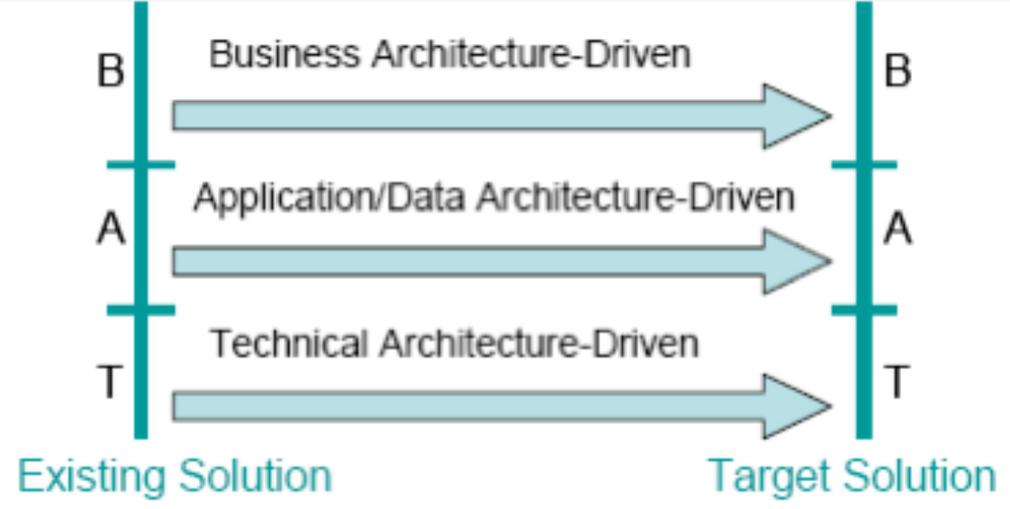 B Business Architecture-Driven B
A Application/Data Architecture-Driven A
T Technical Architecture-Driven T
Existing Solution Target Solution